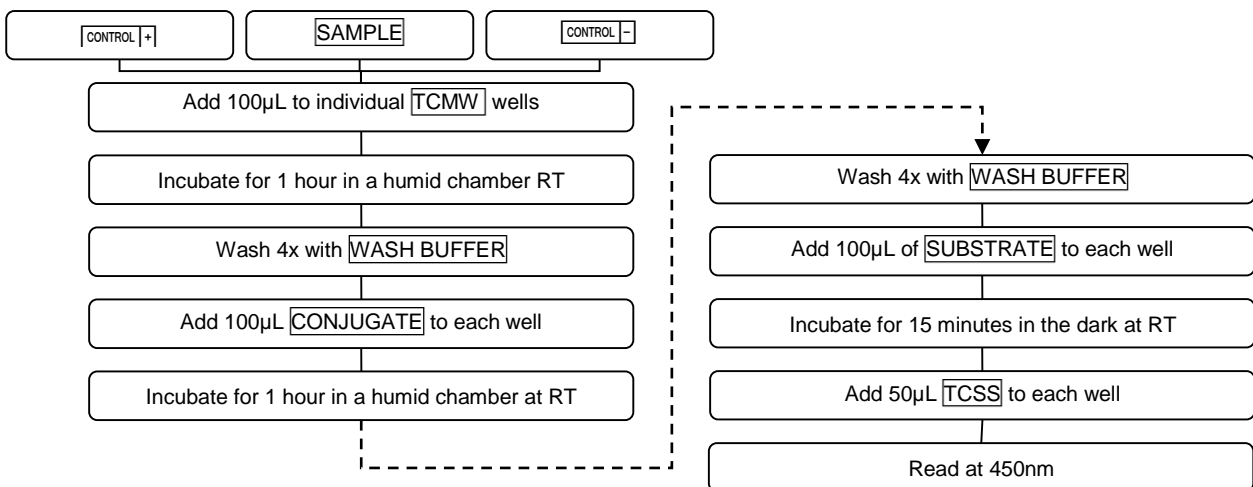 CONTROL +
SAMPLE
CONTROL −
Add 100µL to individual TCMW wells
Incubate for 1 hour in a humid chamber RT
Wash 4x with WASH BUFFER
Add 100µL CONJUGATE to each well
Incubate for 1 hour in a humid chamber at RT
Wash 4x with WASH BUFFER
Add 100µL of SUBSTRATE to each well
Incubate for 15 minutes in the dark at RT
Add 50µL TCSS to each well
Read at 450nm